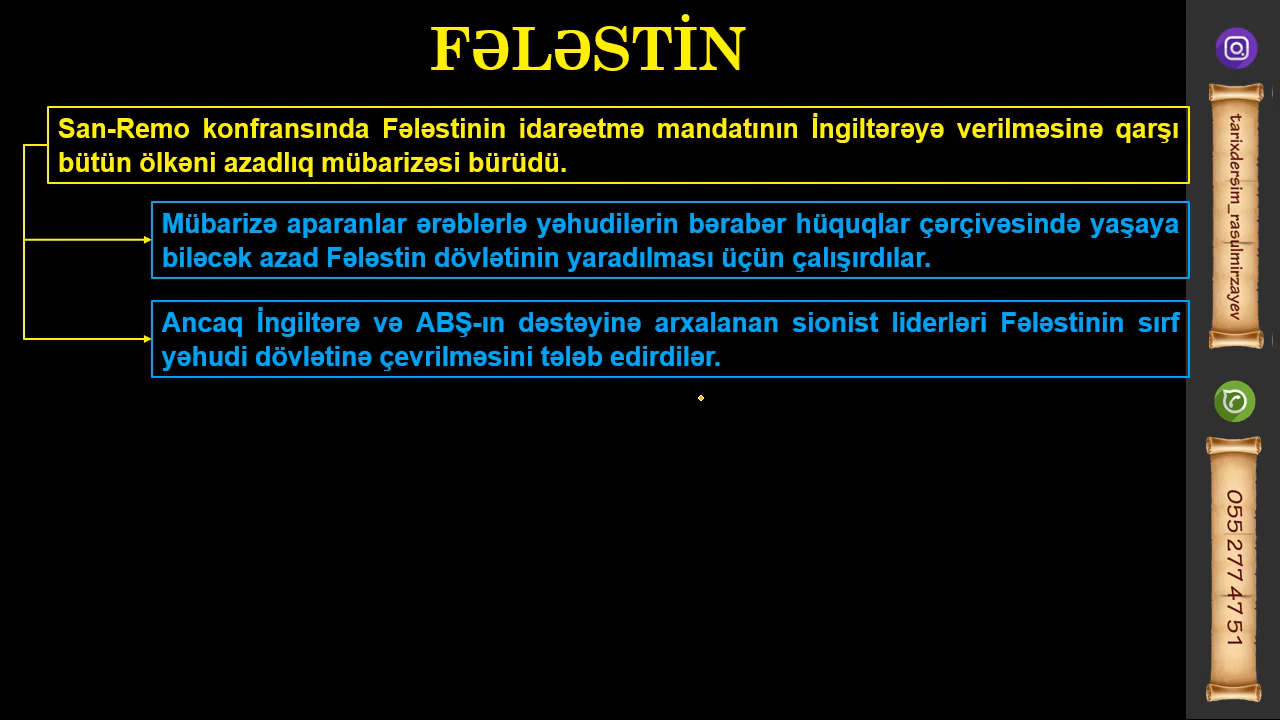 FƏLƏSTİN
San-Remo konfransında Fələstinin idarəetmə mandatının İngiltərəyə verilməsinə qarşı
bütün ölkəni azadlıq mübarizəsi bürüdü.
Mübarizə aparanlar ərəblərlə yəhudilərin bərabər hüquqlar çərçivəsində yaşaya
biləcək azad Fələstin dövlətinin yaradılması üçün çalışırdılar.
Ancaq İngiltərə və ABŞ-ın dəstəyinə arxalanan sionist liderləri Fələstinin sırf
yəhudi dövlətinə çevrilməsini tələb edirdilər.
tarixdersim_rasulmirzayev
055 277 47 51